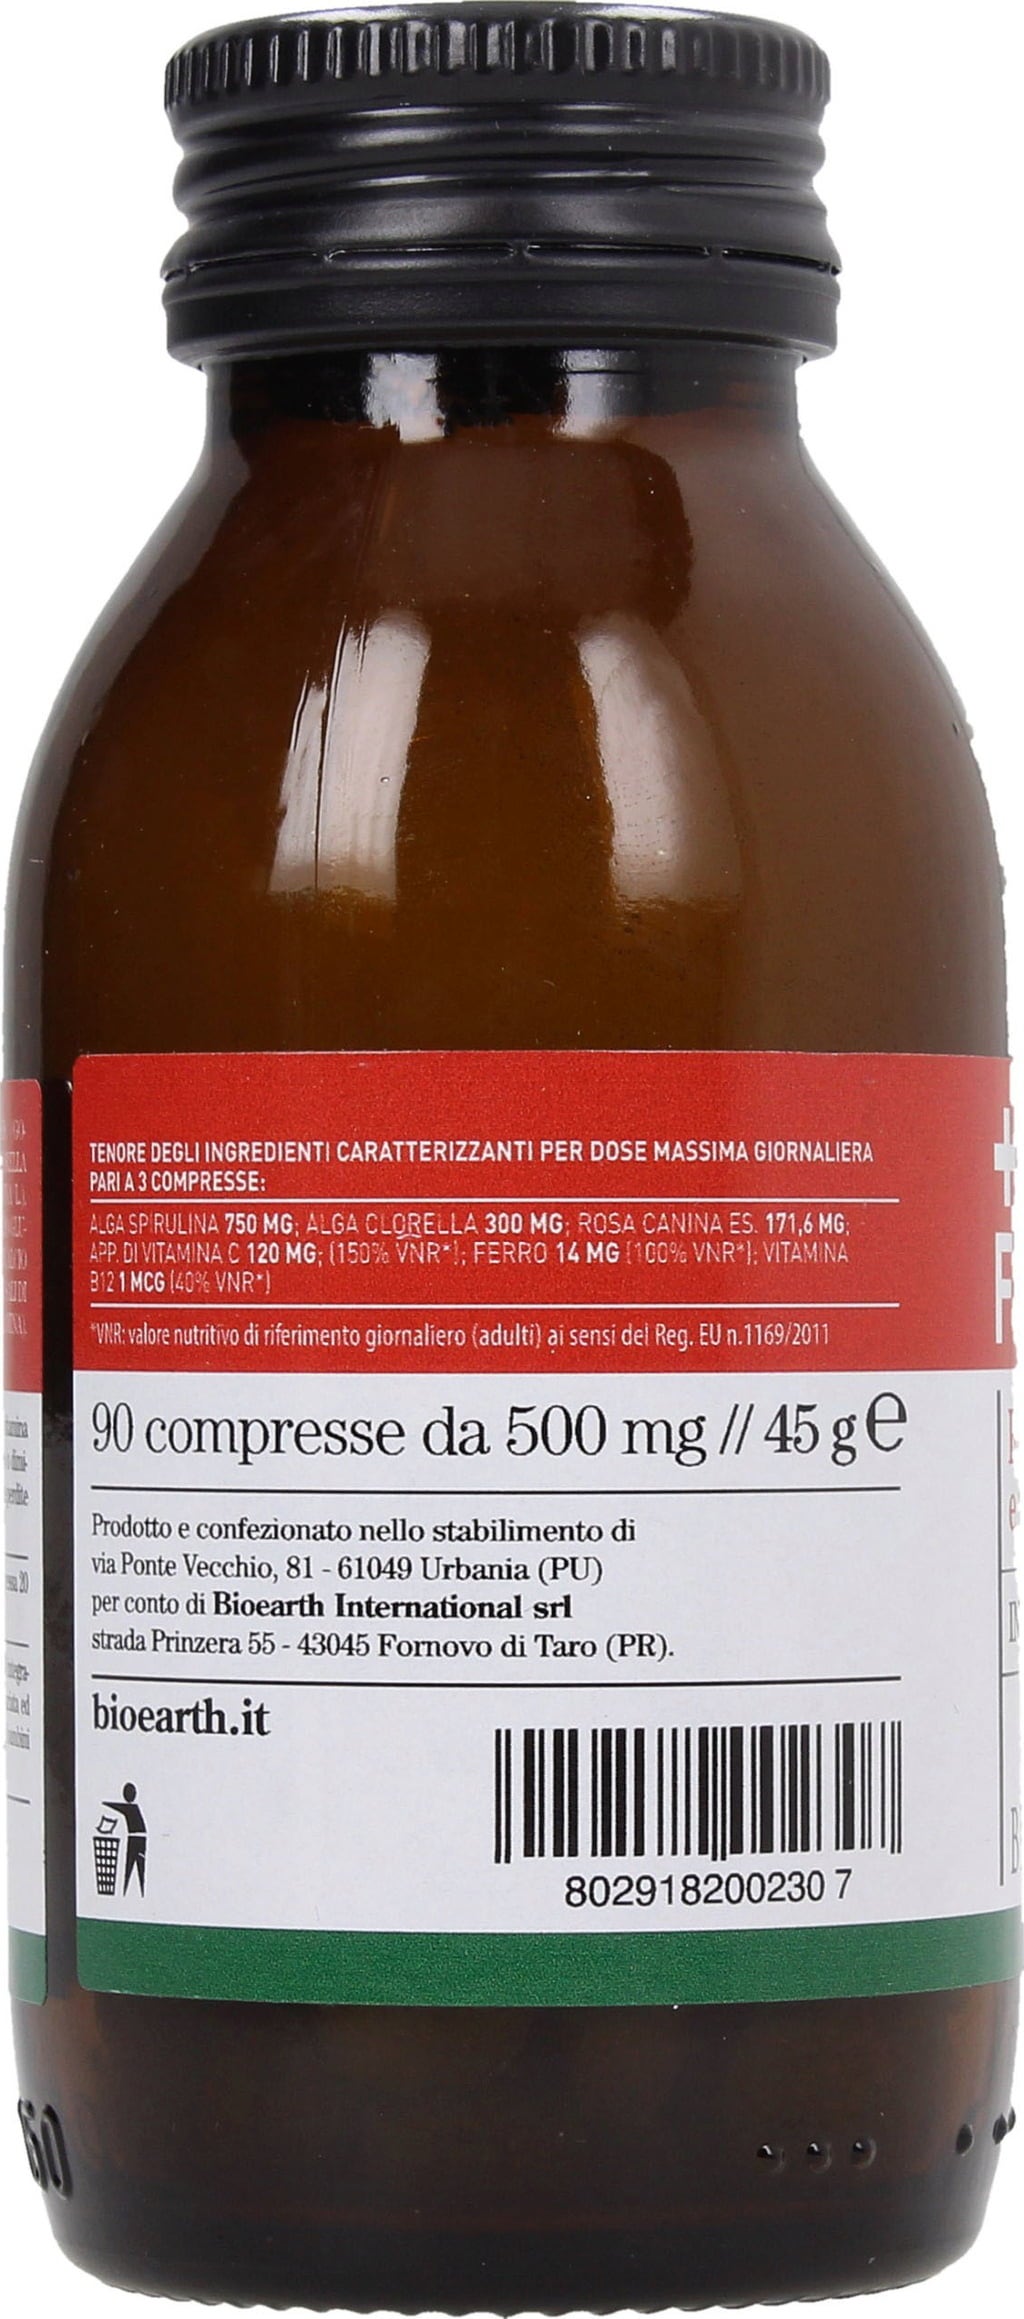 TENORE DEGLI INGREDIENTI CARATTERIZZANTI PER DOSE MASSIMA GIORNALIERA
PARI A 3 COMPRESSE:
ALGA SPIRULINA 750 MG; ALGA CLORELLA 300 MG; ROSA CANINA ES. 171,6 MG;
APP. DI VITAMINA C 120 MG; (150% VNR*); FERRO 14 MG (100% VNR*); VITAMINA
B12 1 MCG (40% VNR*)
*VNR: valore nutritivo di riferimento giornaliero (adulti) ai sensi del Reg. EU n.1169/2011
90 compresse da 500 mg // 45 g e
Prodotto e confezionato nello stabilimento di
via Ponte Vecchio, 81 - 61049 Urbania (PU)
per conto di Bioearth International srl
strada Prinzera 55 - 43045 Fornovo di Taro (PR).
bioearth.it
802918200230 7